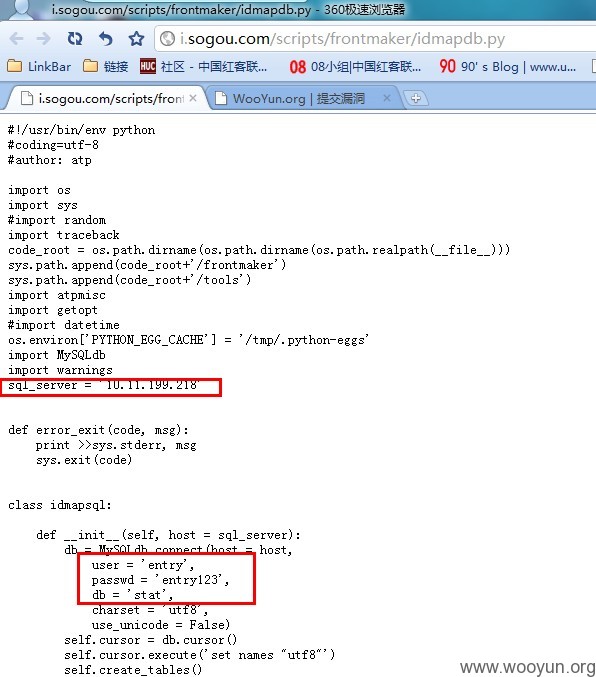 i.sogou.com/scripts/frontmaker/idmapdb.py - 360极速浏览器
i.sogou.com/scripts/frontmaker/idmapdb.py
LinkBar 链接 HUC 社区 - 中国红客联... 08 08小组|中国红客联... 90 90' s Blog | www.u...
i.sogou.com/scripts/front WooYun.org | 提交漏洞
#!/usr/bin/env python
#coding=utf-8
#author: atp
import os
import sys
#import random
import traceback
code_root = os.path.dirname(os.path.dirname(os.path.realpath(__file__)))
sys.path.append(code_root+'/frontmaker')
sys.path.append(code_root+'/tools')
import atpmisc
import getopt
#import datetime
os.environ['PYTHON_EGG_CACHE'] = '/tmp/.python-eggs'
import MySQLdb
import warnings
sql_server = '10.11.199.218'
def error_exit(code, msg):
    print >>sys.stderr, msg
    sys.exit(code)
class idmapsql:
    def __init__(self, host = sql_server):
        db = MySQLdb.connect(host = host,
            user = 'entry',
            passwd = 'entry123',
            db = 'stat',
            charset = 'utf8',
            use_unicode = False)
        self.cursor = db.cursor()
        self.cursor.execute('set names "utf8"')
        self.create_tables()
www.wooyun.org